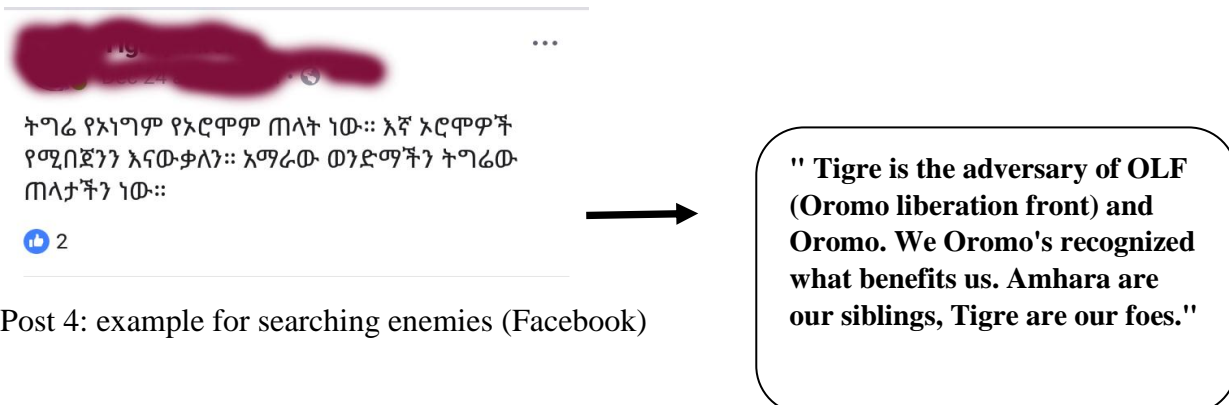 ...
ትግሬ የኦነግም የኦሮሞም ጠላት ነው። እኛ ኦሮሞዎች
የሚበጀንን እናውቃለን። አማራው ወንድማችን ትግሬው
ጠላታችን ነው።
2
Post 4: example for searching enemies (Facebook)
" Tigre is the adversary of OLF
(Oromo liberation front) and
Oromo. We Oromo's recognized
what benefits us. Amhara are
our siblings, Tigre are our foes."